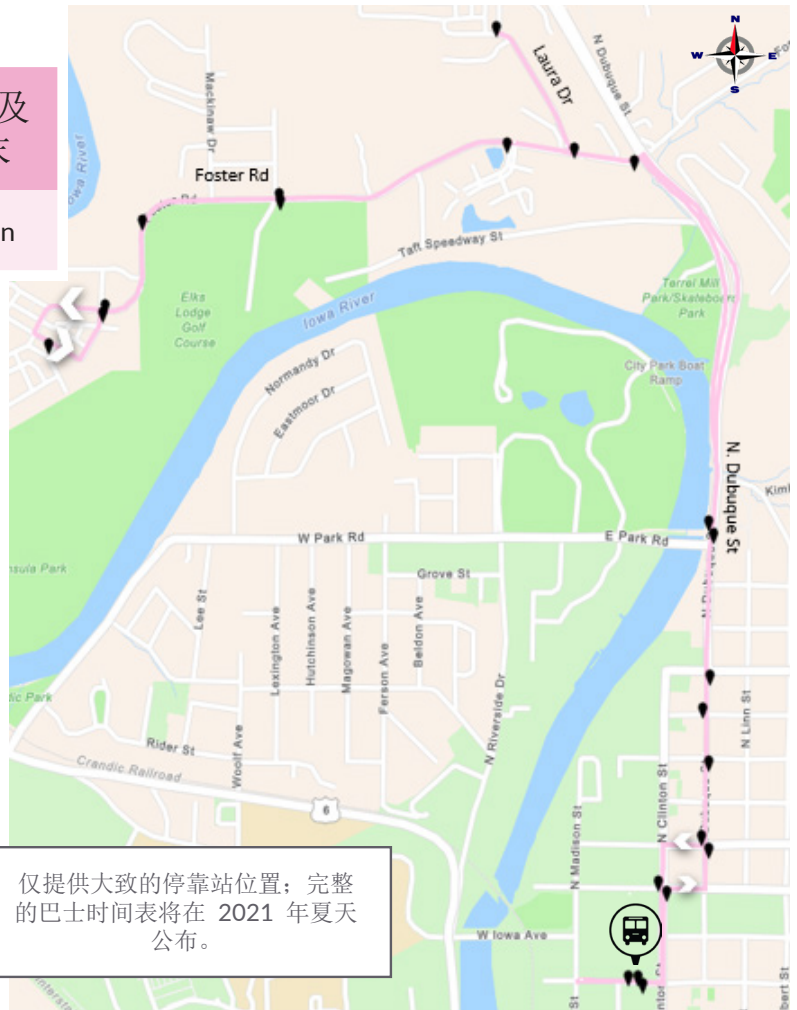 N
W
E
S
及
末
N Dubuque St
Laura Dr
Mackinaw Dr
Iowa River
Foster Rd
Foster Rd
Taft Speedway St
Terrel Mill
Park/Skateboard
Park
Elks
Lodge
Golf
Course
Iowa River
City Park Boat
Ramp
Normandy Dr
Eastmoor Dr
N. Dubuque St
W Park Rd
E Park Rd
Grove St
Lee St
Lexington Ave
Hutchinson Ave
Magowan Ave
Ferson Ave
Beldon Ave
N Riverside Dr
N Linn St
Rider St
Woolf Ave
Crandic Railroad
6
N Clinton St
N Madison St
W Iowa Ave
仅提供大致的停靠站位置；完整
的巴士时间表将在 2021 年夏天
公布。